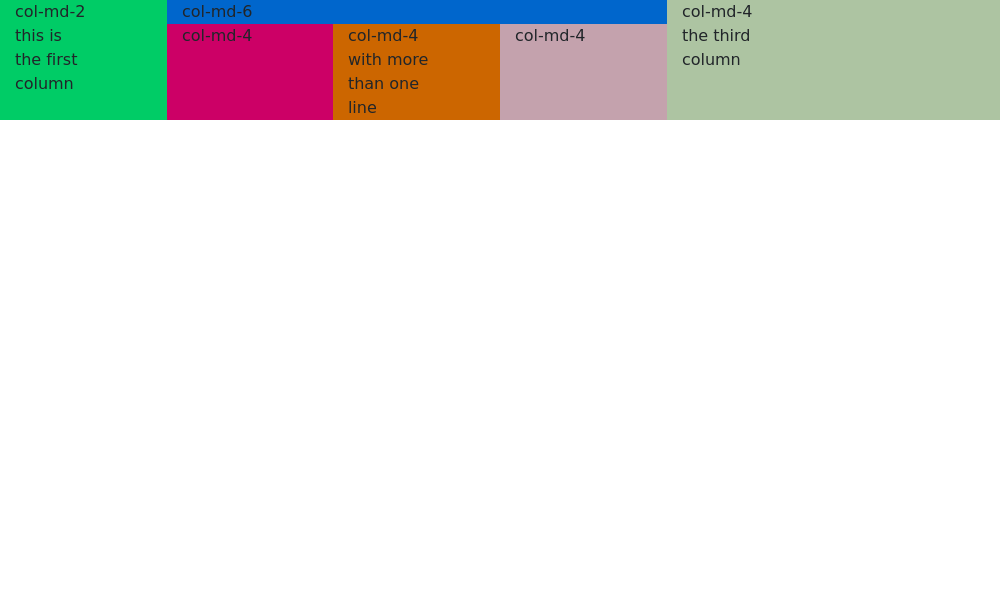 col-md-2
this is
the first
column
col-md-6
col-md-4
col-md-4
with more
than one
line
col-md-4
col-md-4
the third
column